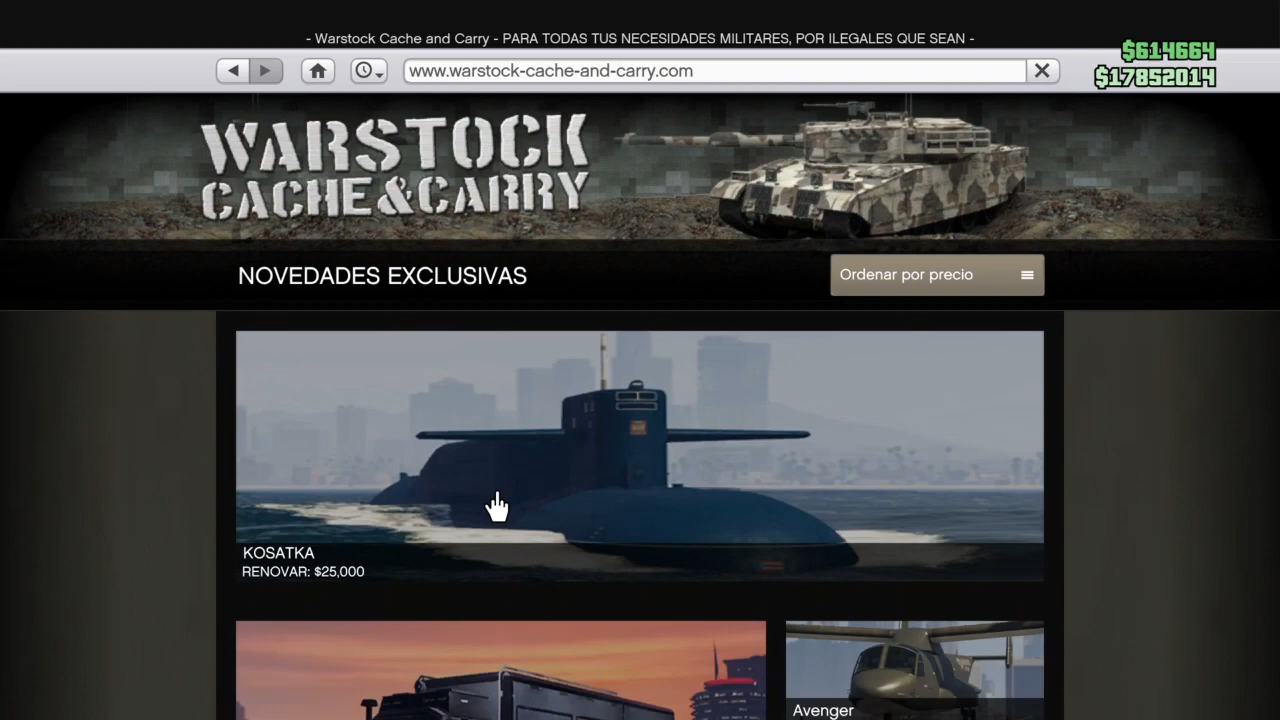 - Warstock Cache and Carry - PARA TODAS TUS NECESIDADES MILITARES, POR ILEGALES QUE SEAN -
$614664
www.warstock-cache-and-carry.com
$17852014
WARSTOCK
CACHE&CARRY
NOVEDADES EXCLUSIVAS
Ordenar por precio
KOSATKA
RENOVAR: $25,000
Avenger